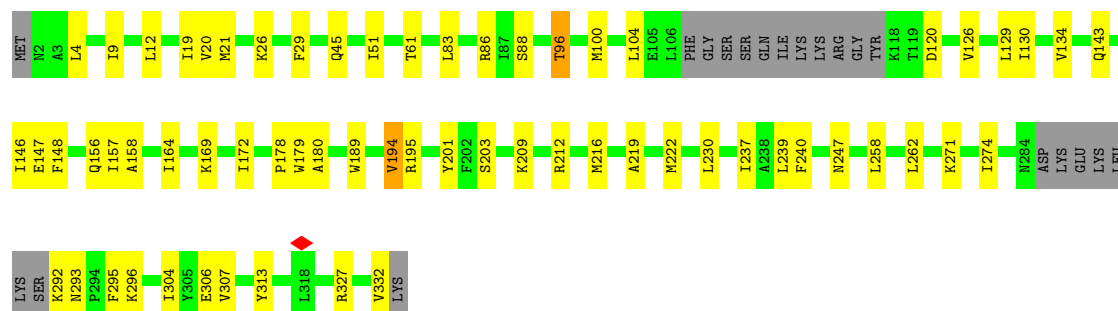 MET N2 A3 L4 I9 L12 I19 V20 M21 K26 F29 Q45 I51 T61 L83 R86 I87 S88 T96 M100 L104 E105 L106 PHE GLY SER SER GLN ILE LYS LYS ARG GLY TYR K118 T119 D120 V126 L129 I130 V134 Q143
I146 E147 F148 Q156 I157 A158 I164 K169 I172 P178 W179 A180 W189 V194 R195 Y201 F202 S203 K209 R212 M216 A219 M222 L230 I237 A238 L239 F240 N247 L258 L262 K271 I274 N284 ASP LYS GLU LYS LEU
LYS SER K292 N293 P294 F295 K296 I304 Y305 E306 V307 Y313 L318 R327 V332 LYS